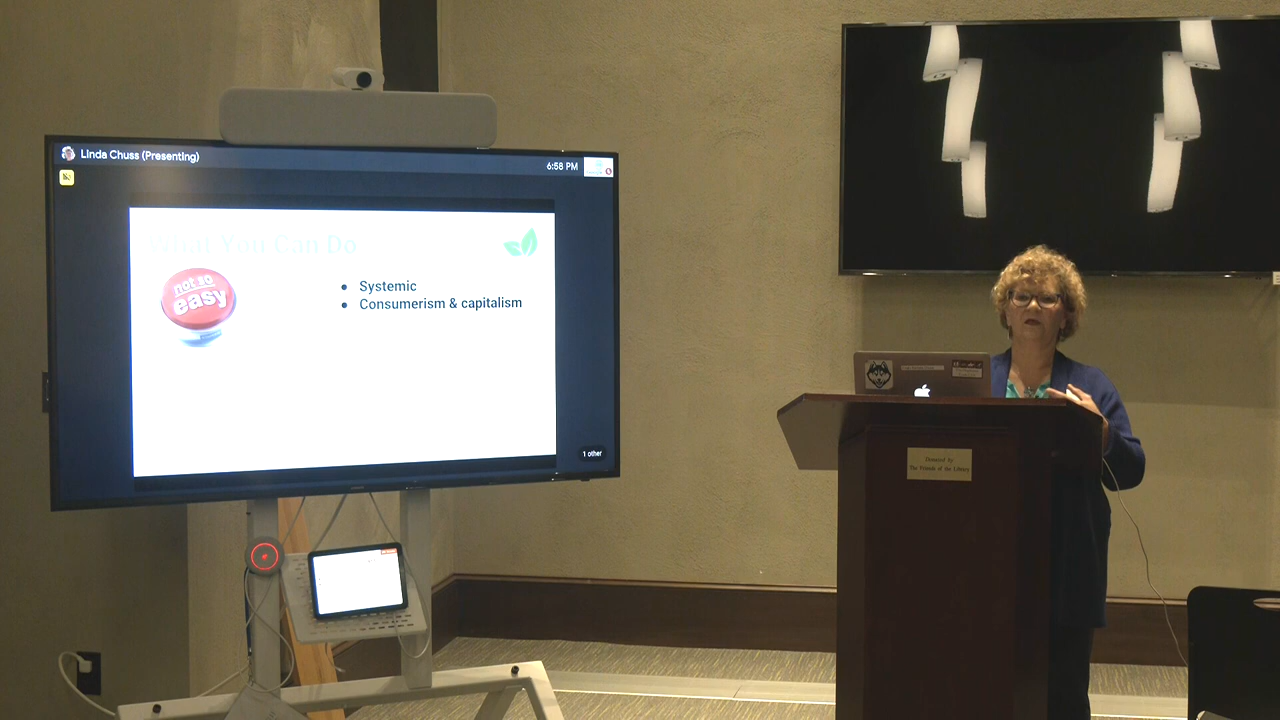 Linda Chuss (Presenting)
6:58 PM
What You Can Do
not so
easy
• Systemic
• Consumerism & capitalism
1 other
Donated by
The Friends of the Library